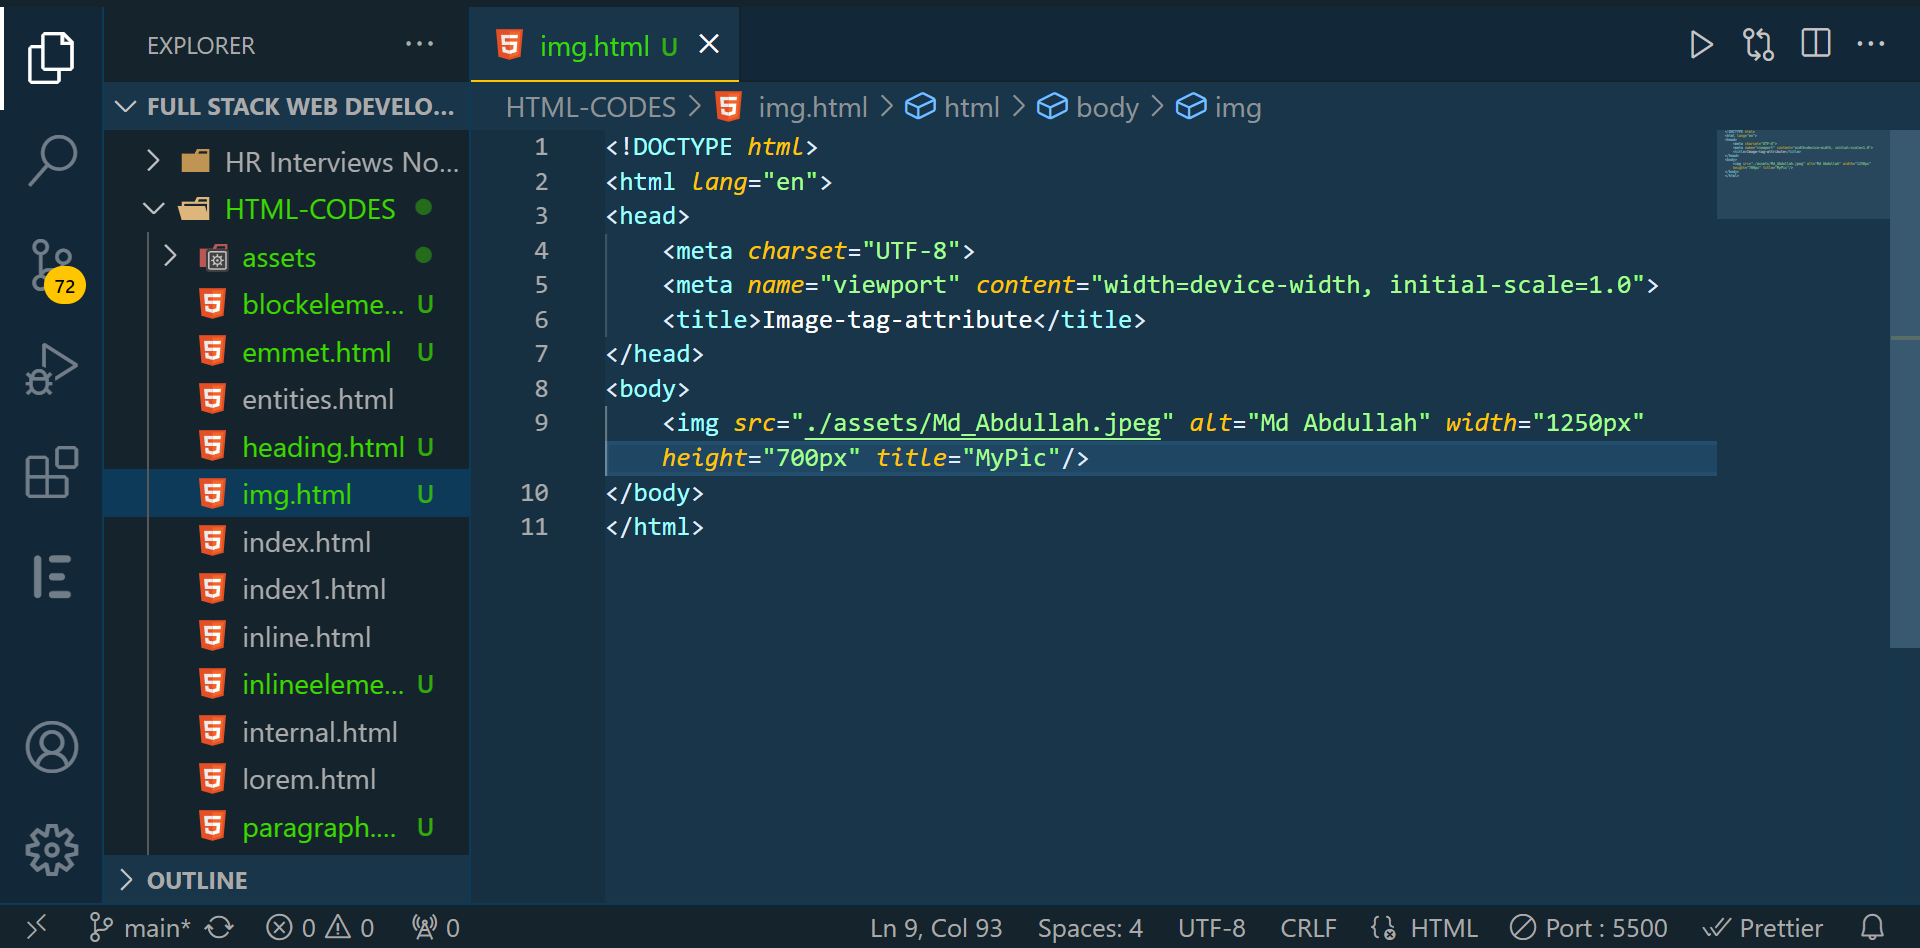 EXPLORER ...
img.html U
FULL STACK WEB DEVELO...
HTML-CODES > img.html > html > body > img
HR Interviews No...
HTML-CODES
assets
blockeleme... U
emmet.html U
entities.html
heading.html U
img.html U
index.html
index1.html
inline.html
inlineeleme... U
internal.html
lorem.html
paragraph.... U
OUTLINE
72
1 <!DOCTYPE html>
2 <html lang="en">
3 <head>
4     <meta charset="UTF-8">
5     <meta name="viewport" content="width=device-width, initial-scale=1.0">
6     <title>Image-tag-attribute</title>
7 </head>
8 <body>
9     <img src="./assets/Md_Abdullah.jpeg" alt="Md Abdullah" width="1250px"
    height="700px" title="MyPic"/>
10 </body>
11 </html>
main* 0 0 0 Ln 9, Col 93 Spaces: 4 UTF-8 CRLF HTML Port : 5500 Prettier